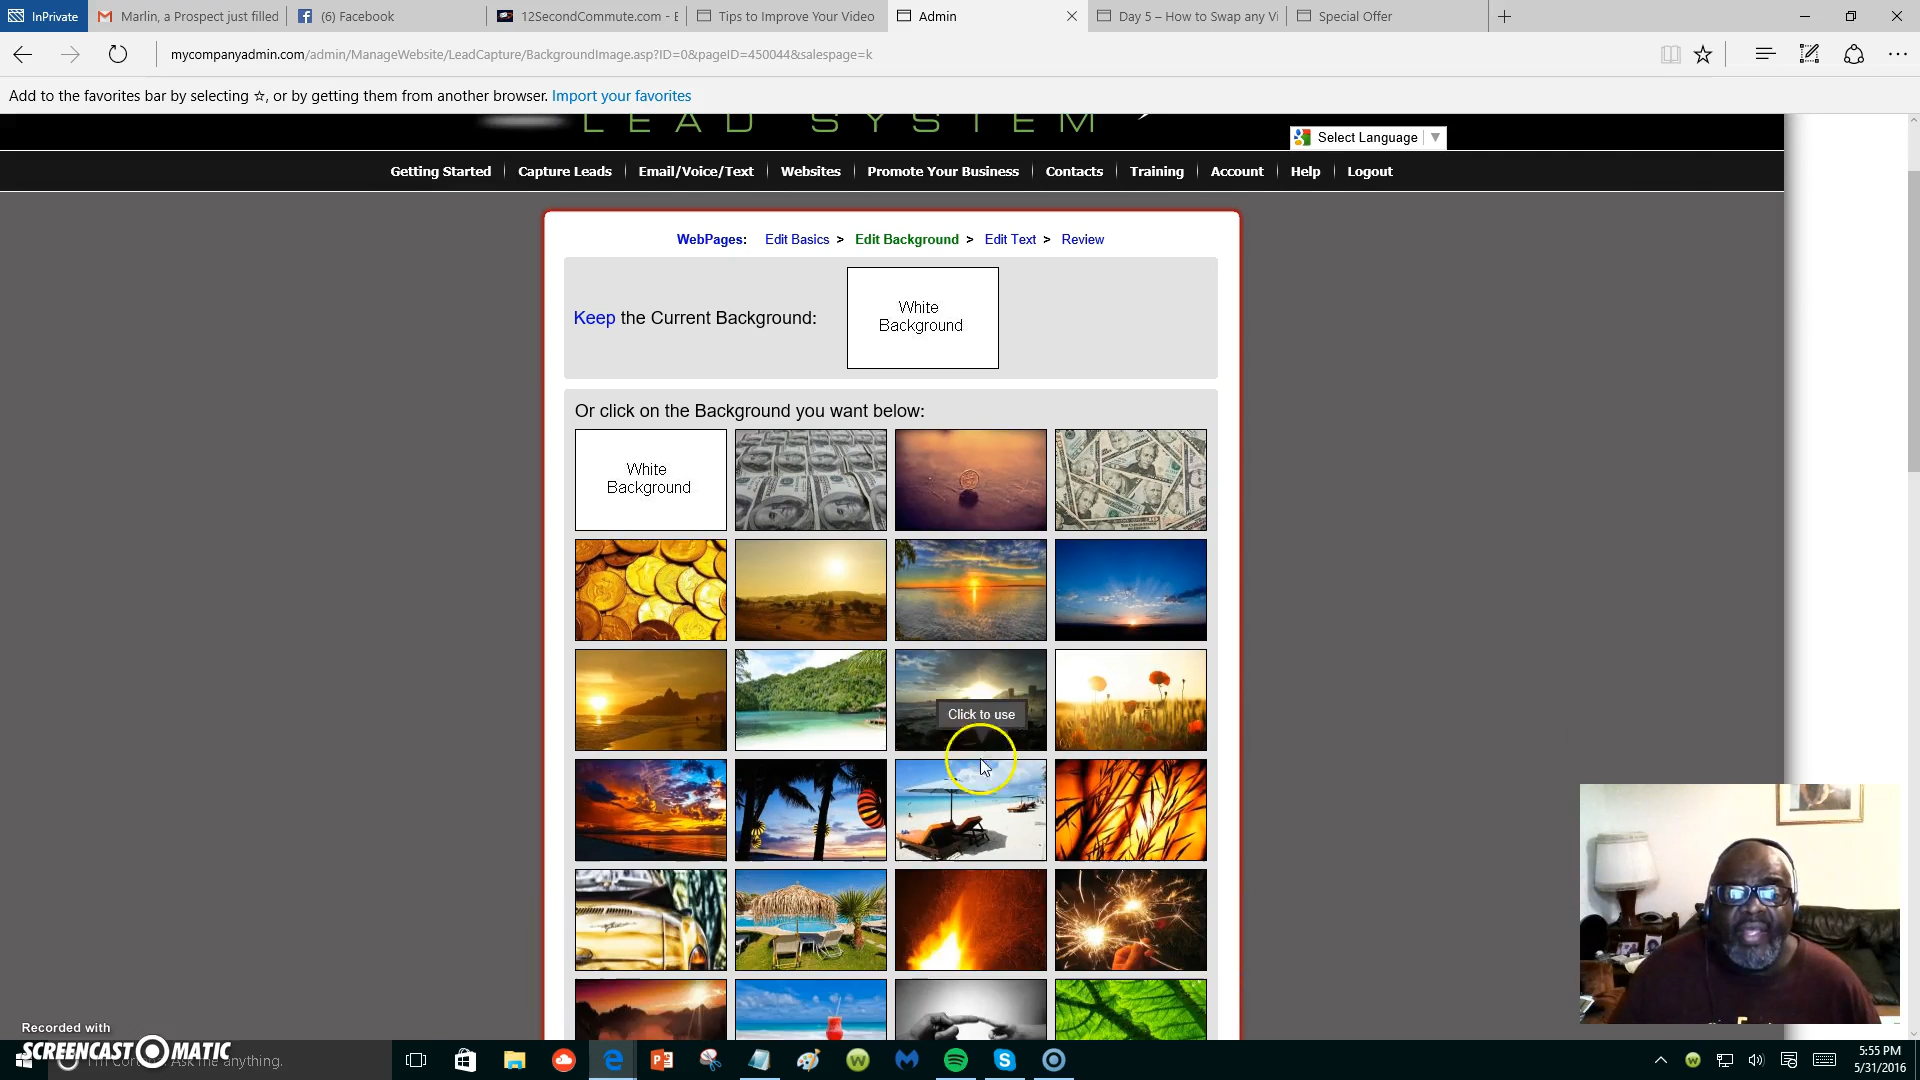 InPrivate
Marlin, a Prospect just filled
(6) Facebook
12SecondCommute.com - E
Tips to Improve Your Video
Admin
Day 5 – How to Swap any Vi
Special Offer
mycompanyadmin.com/admin/ManageWebsite/LeadCapture/BackgroundImage.asp?ID=0&pageID=450044&salespage=k
Add to the favorites bar by selecting ☆, or by getting them from another browser. Import your favorites
LEAD SYSTEM
Select Language
Getting Started
Capture Leads
Email/Voice/Text
Websites
Promote Your Business
Contacts
Training
Account
Help
Logout
WebPages: Edit Basics > Edit Background > Edit Text > Review
Keep the Current Background:
White
Background
Or click on the Background you want below:
White
Background
Click to use
Recorded with
SCREENCAST MATIC
Ask me anything.
5:55 PM
5/31/2016